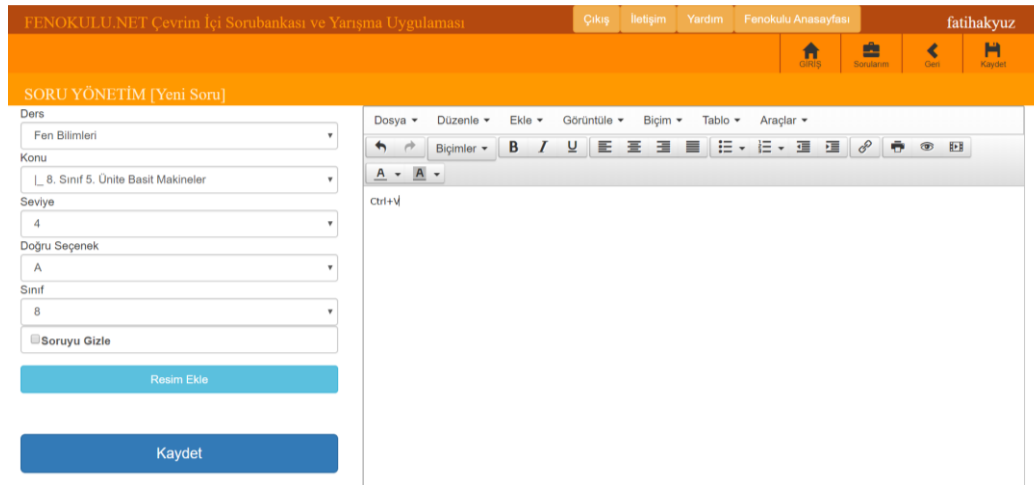 FENOKULU.NET Çevrim İçi Sorubankası ve Yarışma Uygulaması
Çıkış İletişim Yardım Fenokulu Anasayfası
fatihakyuz
GİRİŞ Sorularım Geri Kaydet
SORU YÖNETİM [Yeni Soru]
Ders
Fen Bilimleri
Konu
|_ 8. Sınıf 5. Ünite Basit Makineler
Seviye
4
Doğru Seçenek
A
Sınıf
8
Soruyu Gizle
Resim Ekle
Kaydet
Dosya Düzenle Ekle Görüntüle Biçim Tablo Araçlar
Biçimler B I U
A A
Ctrl+V